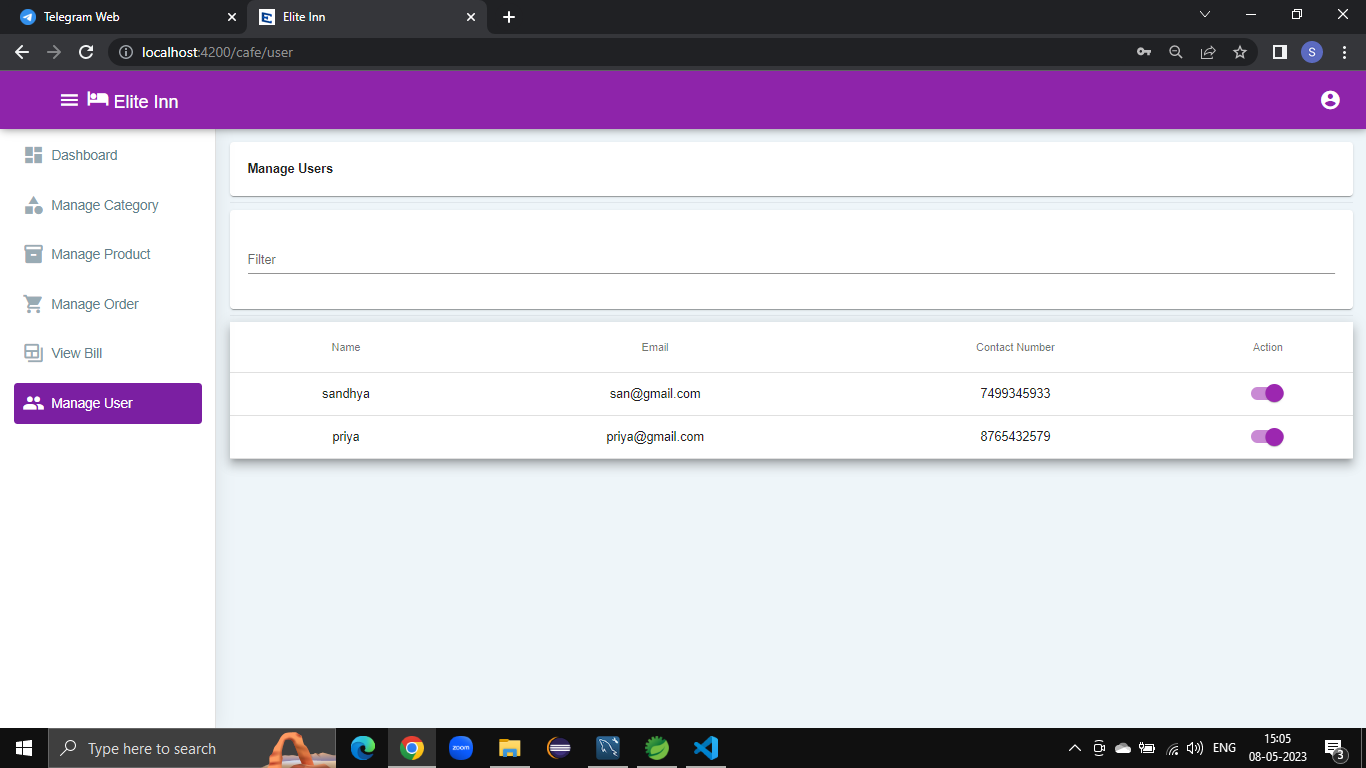 Telegram Web
Elite Inn
localhost:4200/cafe/user
S
Elite Inn
Dashboard
Manage Category
Manage Product
Manage Order
View Bill
Manage User
Manage Users
Filter
Name Email Contact Number Action
sandhya san@gmail.com 7499345933
priya priya@gmail.com 8765432579
Type here to search
zoom
ENG
15:05
08-05-2023
3